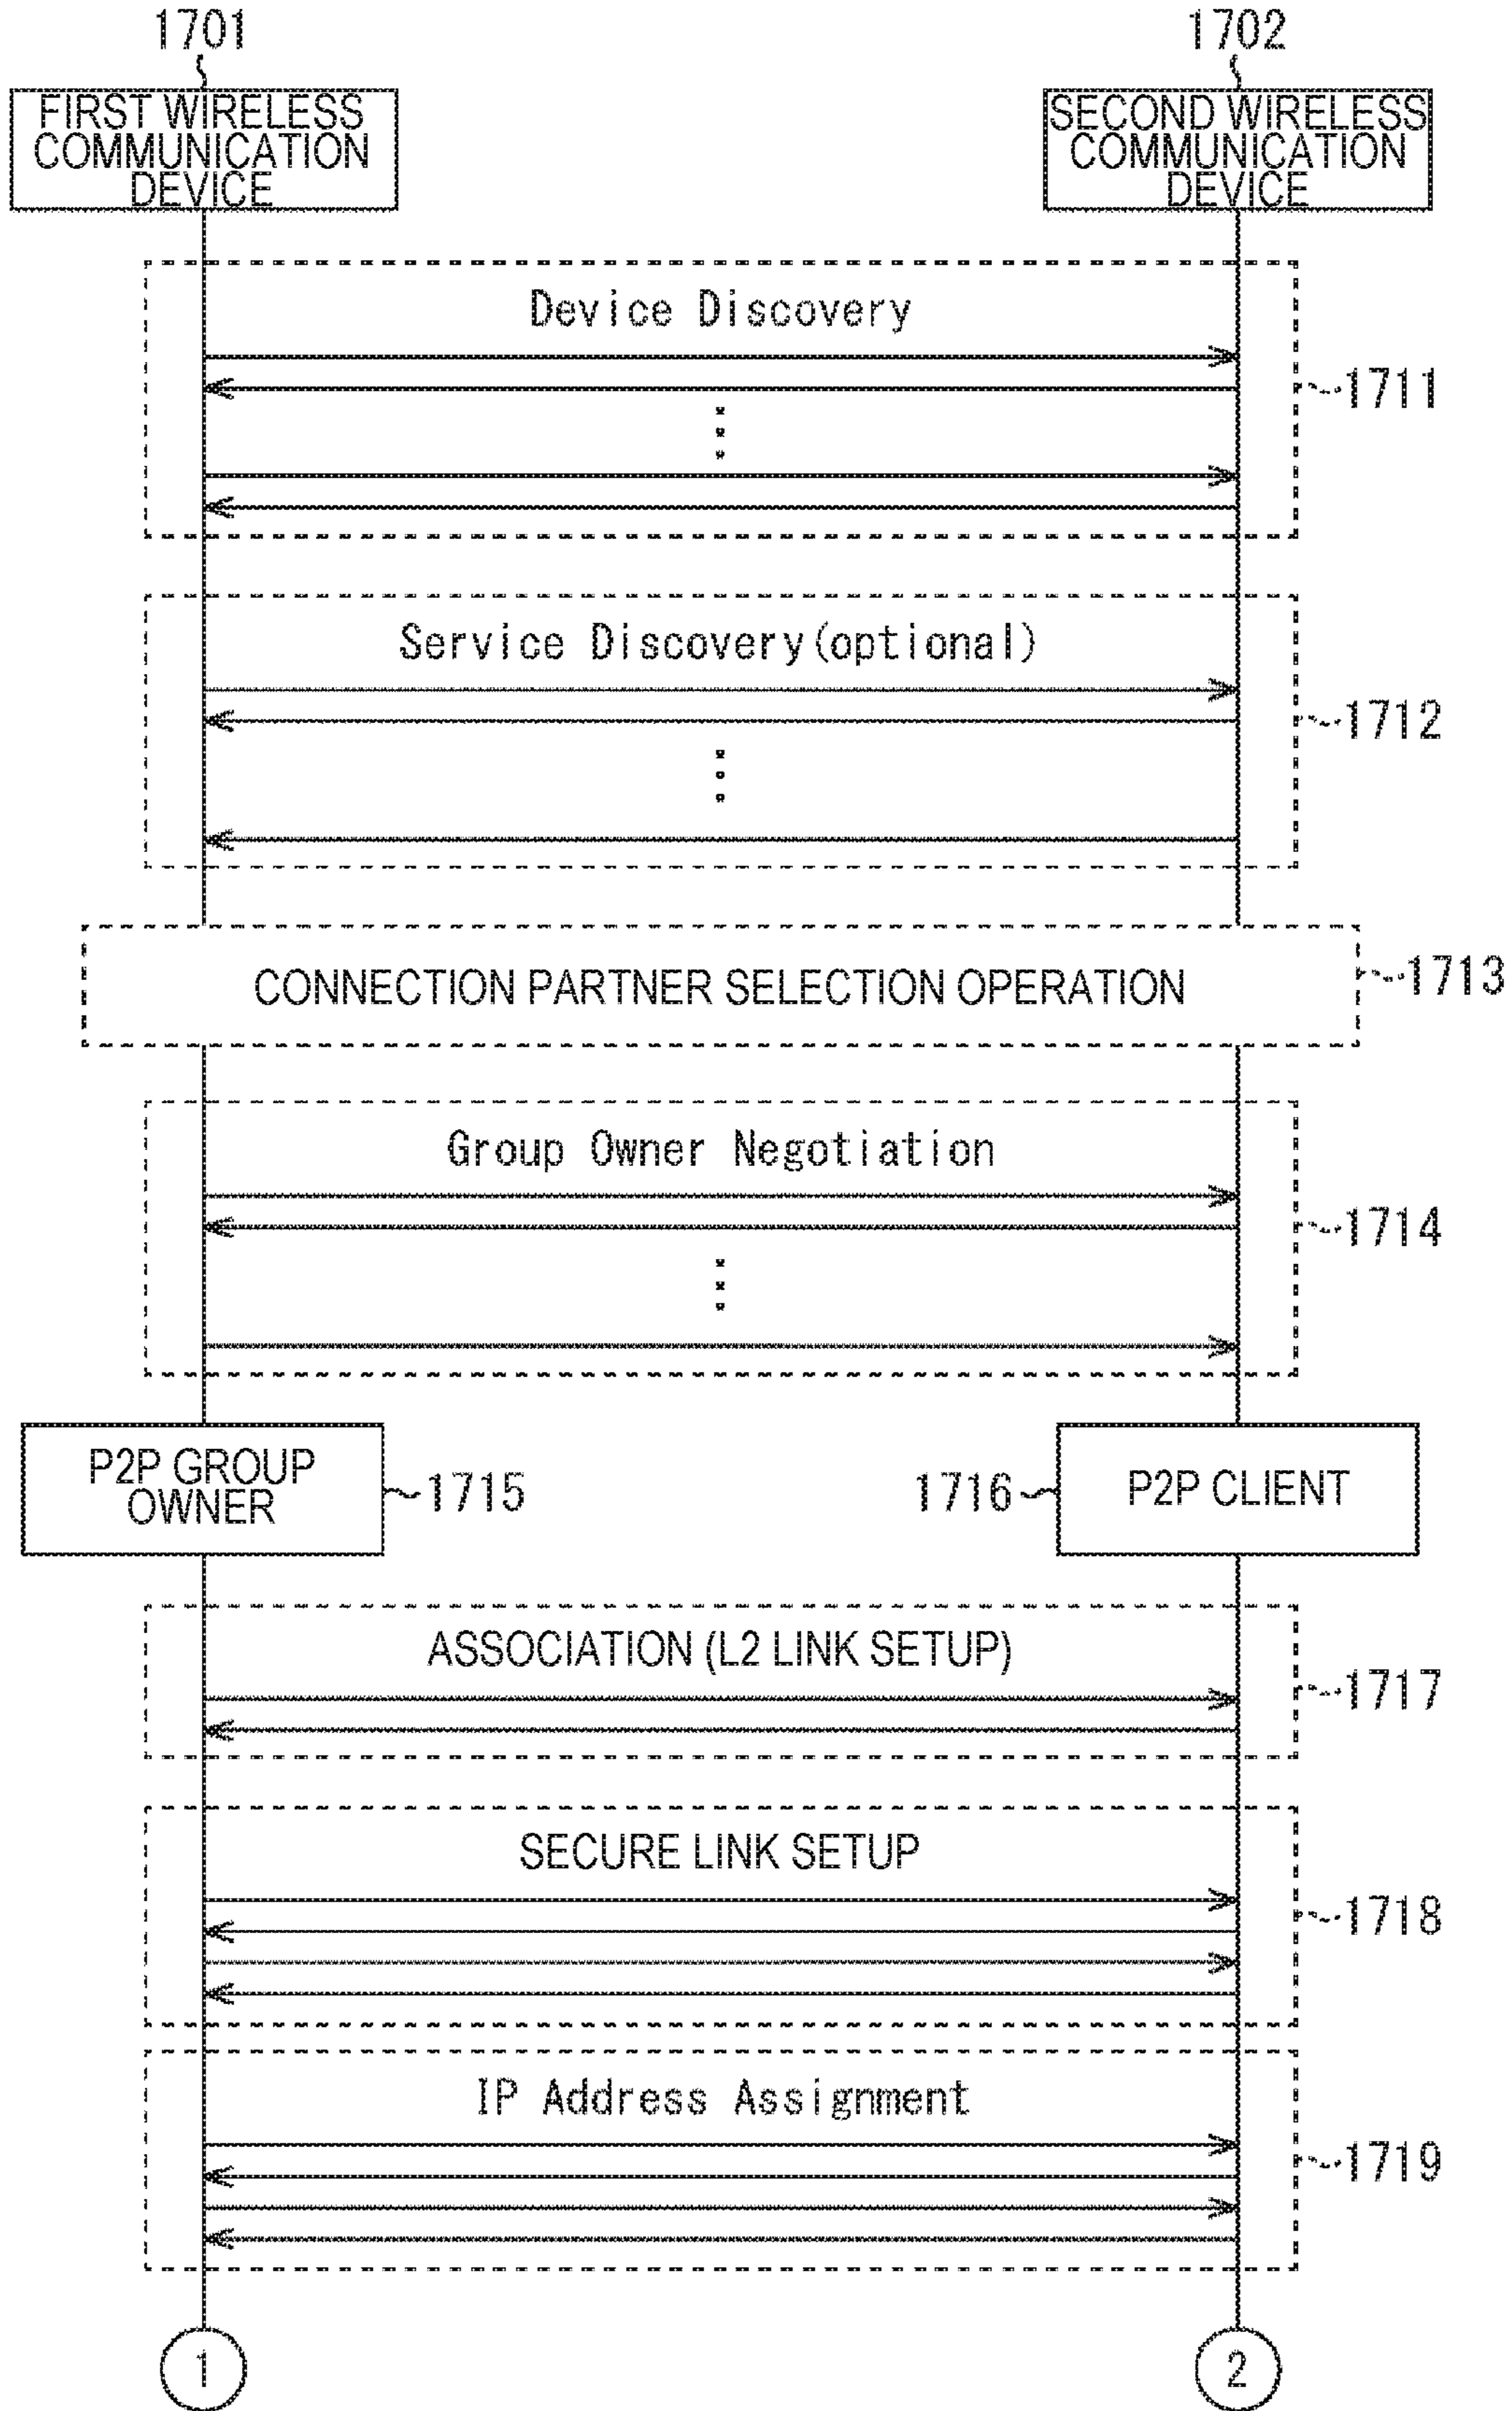 1701
1702
FIRST WIRELESS
COMMUNICATION
DEVICE
SECOND WIRELESS
COMMUNICATION
DEVICE
Device Discovery
1711
Service Discovery(optional)
1712
CONNECTION PARTNER SELECTION OPERATION
1713
Group Owner Negotiation
1714
P2P GROUP
OWNER
1715
1716
P2P CLIENT
ASSOCIATION (L2 LINK SETUP)
1717
SECURE LINK SETUP
1718
IP Address Assignment
1719
1
2